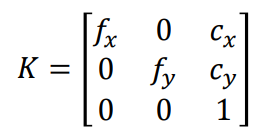 K = [ f_x 0 c_x
0 f_y c_y
0 0 1 ]